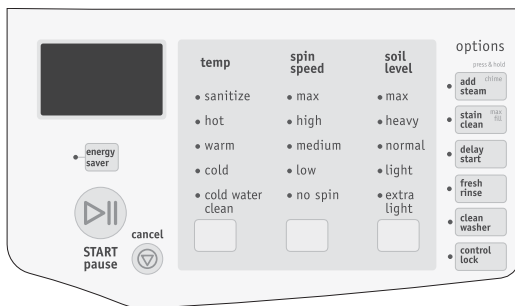 energy
saver
START
pause
cancel
temp
sanitize
hot
warm
cold
cold water
clean
spin
speed
max
high
medium
low
no spin
soil
level
max
heavy
normal
light
extra
light
options
press & hold
add chime
steam
stain max
clean fill
delay
start
fresh
rinse
clean
washer
control
lock